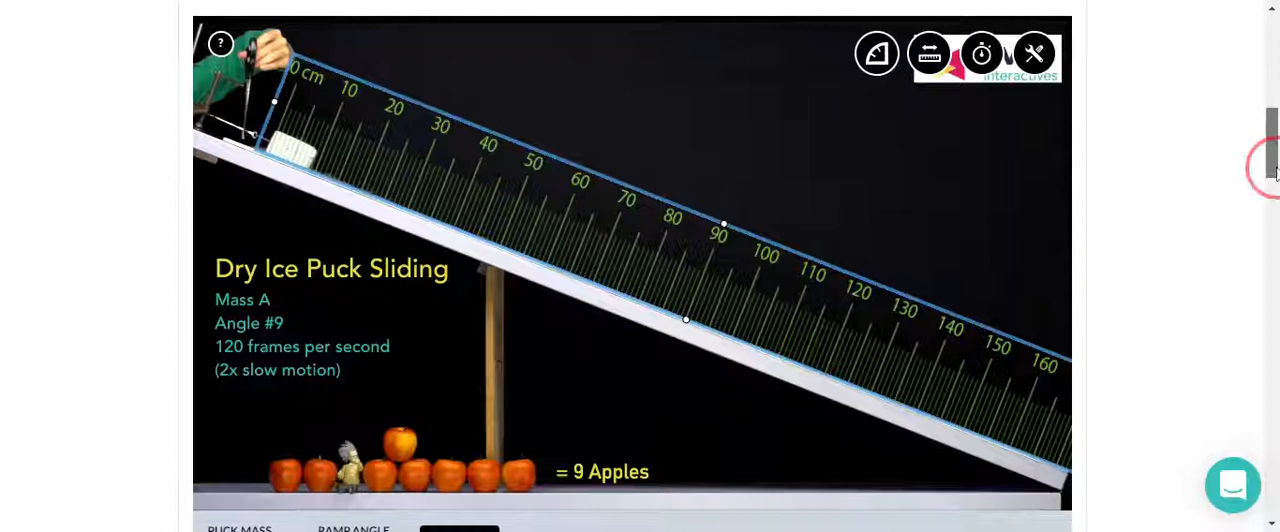 ?
0 cm 10 20 30 40 50 60 70 80 90 100 110 120 130 140 150 160
interactives
Dry Ice Puck Sliding
Mass A
Angle #9
120 frames per second
(2x slow motion)
= 9 Apples
PUCK MASS RAMP ANGLE